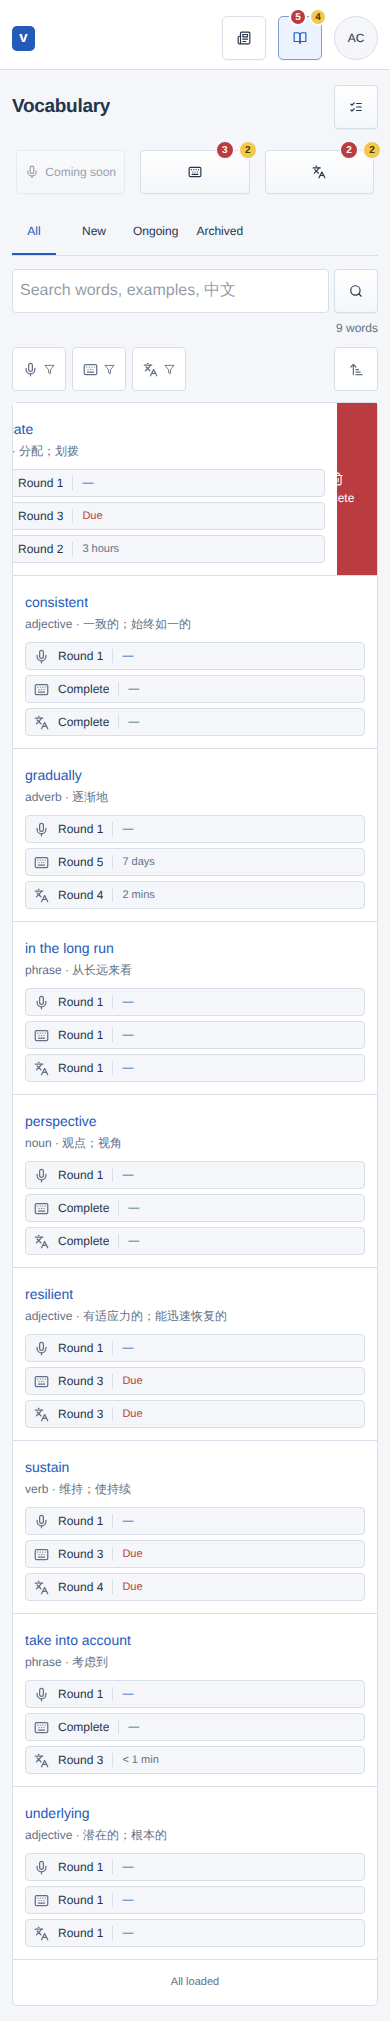 v
5
4
AC
Vocabulary
Coming soon
3
2
2
2
All New Ongoing Archived
Search words, examples, 中文
9 words
ate
· 分配；划拨
Round 1 —
Round 3 Due
Round 2 3 hours
ete
consistent
adjective · 一致的；始终如一的
Round 1 —
Complete —
Complete —
gradually
adverb · 逐渐地
Round 1 —
Round 5 7 days
Round 4 2 mins
in the long run
phrase · 从长远来看
Round 1 —
Round 1 —
Round 1 —
perspective
noun · 观点；视角
Round 1 —
Complete —
Complete —
resilient
adjective · 有适应力的；能迅速恢复的
Round 1 —
Round 3 Due
Round 3 Due
sustain
verb · 维持；使持续
Round 1 —
Round 3 Due
Round 4 Due
take into account
phrase · 考虑到
Round 1 —
Complete —
Round 3 < 1 min
underlying
adjective · 潜在的；根本的
Round 1 —
Round 1 —
Round 1 —
All loaded